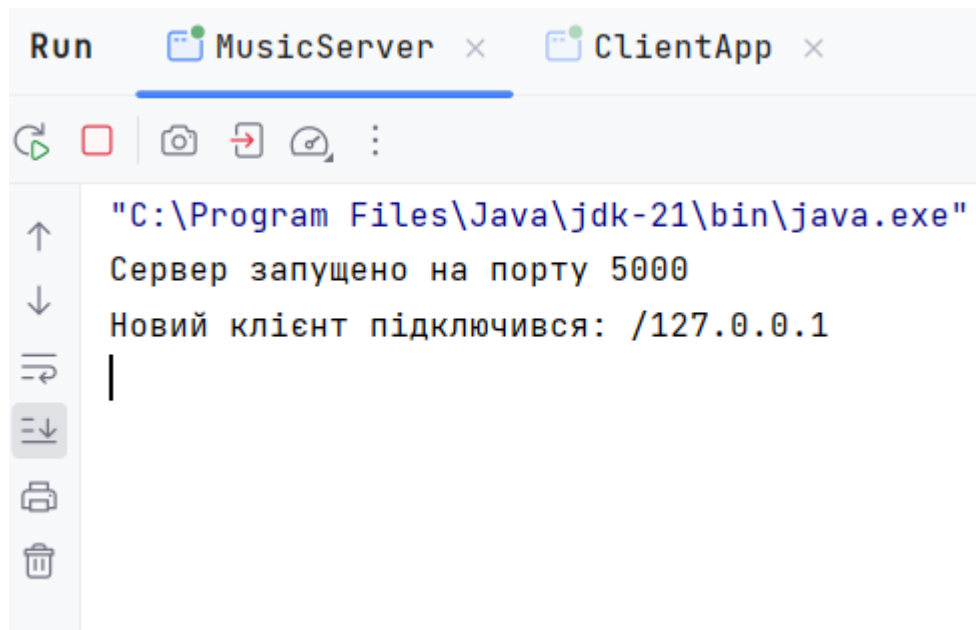 Run MusicServer ClientApp
"C:\Program Files\Java\jdk-21\bin\java.exe"
Сервер запущено на порту 5000
Новий клієнт підключився: /127.0.0.1